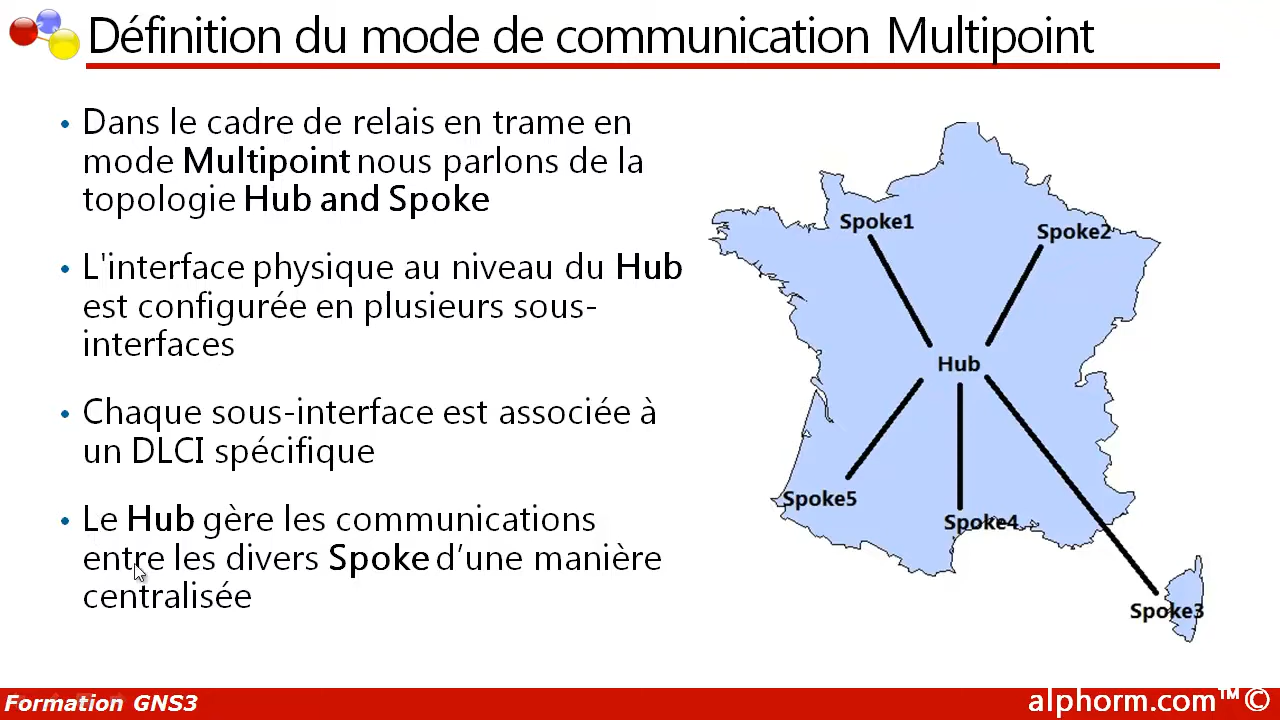 Définition du mode de communication Multipoint
• Dans le cadre de relais en trame en
mode Multipoint nous parlons de la
topologie Hub and Spoke
• L'interface physique au niveau du Hub
est configurée en plusieurs sous-
interfaces
• Chaque sous-interface est associée à
un DLCI spécifique
• Le Hub gère les communications
entre les divers Spoke d’une manière
centralisée
Spoke1
Spoke2
Hub
Spoke5
Spoke4
Spoke3
Formation GNS3
alphorm.com™©